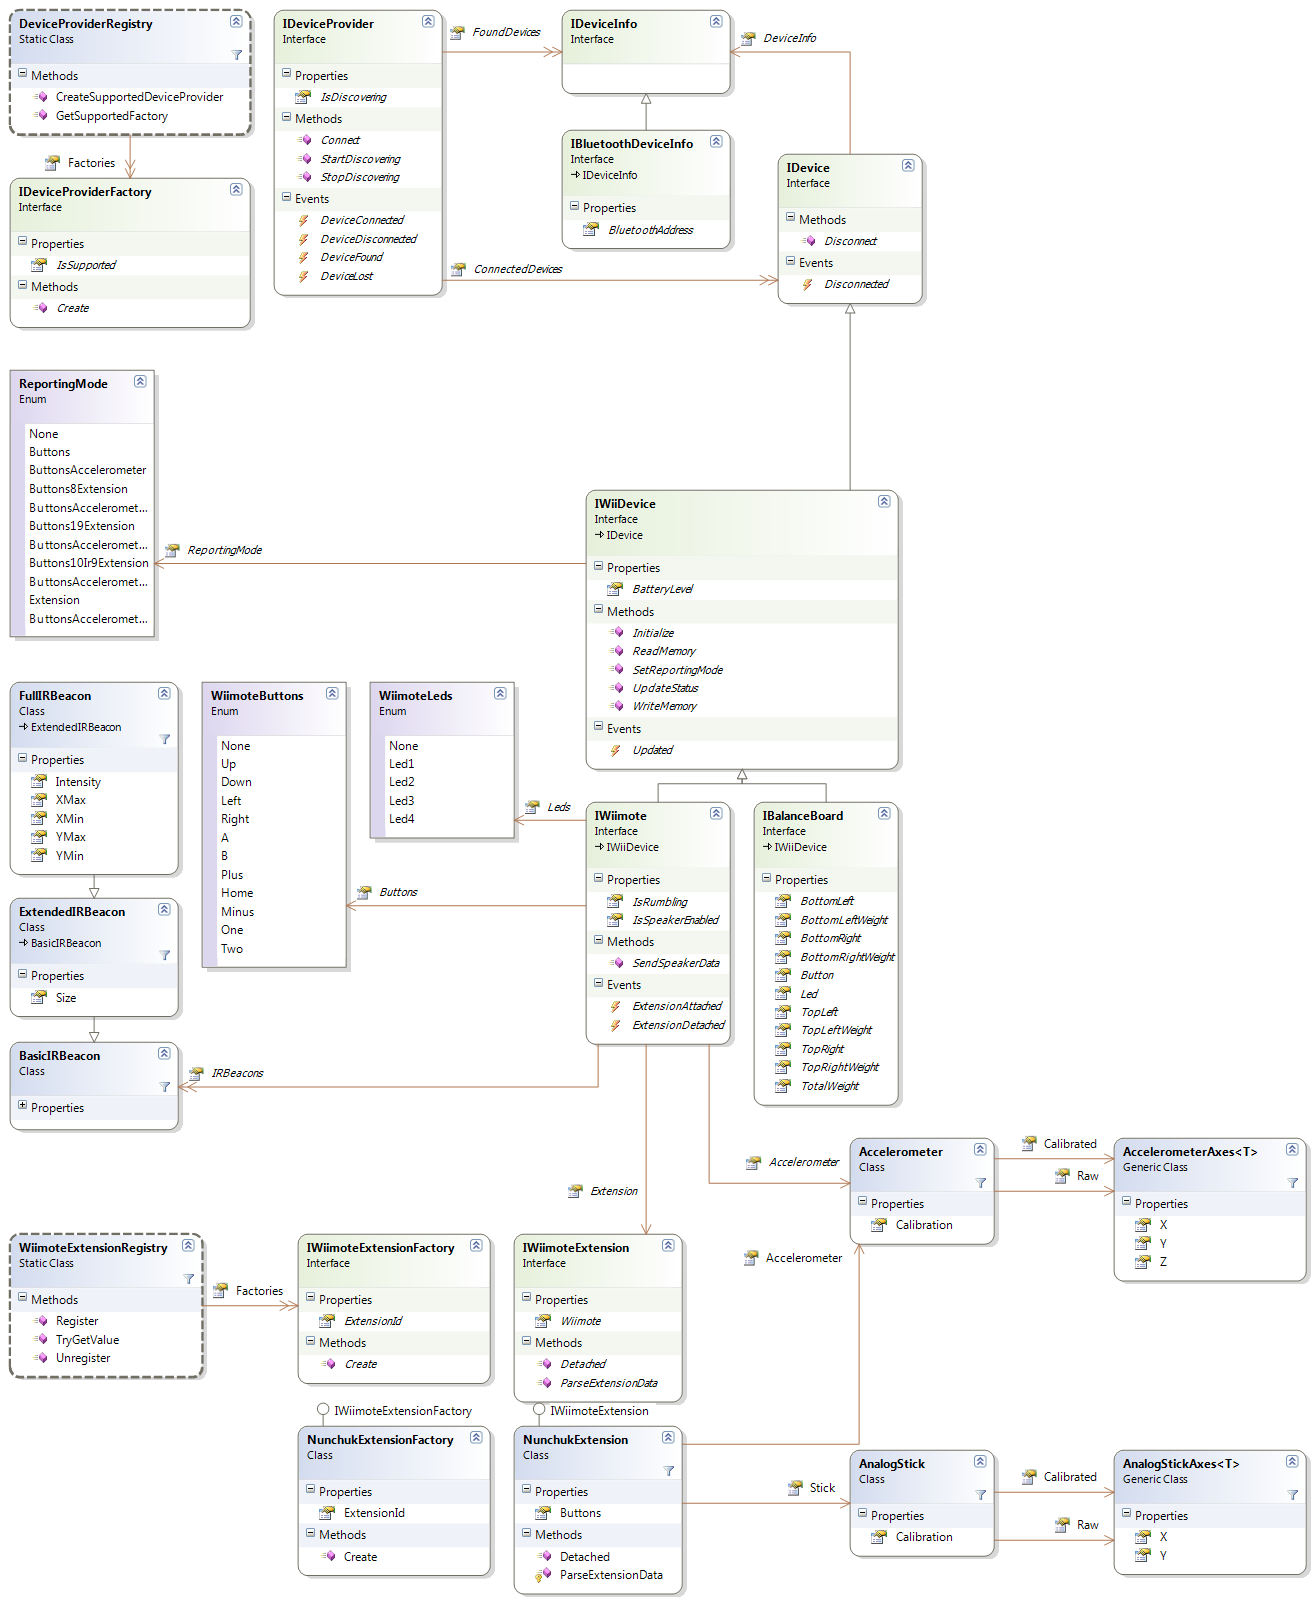 DeviceProviderRegistry
Static Class
Methods
CreateSupportedDeviceProvider
GetSupportedFactory
Factories
IDeviceProviderFactory
Interface
Properties
IsSupported
Methods
Create
IDeviceProvider
Interface
Properties
IsDiscovering
Methods
Connect
StartDiscovering
StopDiscovering
Events
DeviceConnected
DeviceDisconnected
DeviceFound
DeviceLost
FoundDevices
ConnectedDevices
IDeviceInfo
Interface
DeviceInfo
IBluetoothDeviceInfo
Interface
IDeviceInfo
Properties
BluetoothAddress
IDevice
Interface
Methods
Disconnect
Events
Disconnected
ReportingMode
Enum
None
Buttons
ButtonsAccelerometer
Buttons8Extension
ButtonsAcceleromet...
Buttons19Extension
ButtonsAcceleromet...
Buttons10Ir9Extension
ButtonsAcceleromet...
Extension
ButtonsAcceleromet...
ReportingMode
IWiiDevice
Interface
IDevice
Properties
BatteryLevel
Methods
Initialize
ReadMemory
SetReportingMode
UpdateStatus
WriteMemory
Events
Updated
FullIRBeacon
Class
ExtendedIRBeacon
Properties
Intensity
XMax
XMin
YMax
YMin
ExtendedIRBeacon
Class
BasicIRBeacon
Properties
Size
BasicIRBeacon
Class
Properties
WiimoteButtons
Enum
None
Up
Down
Left
Right
A
B
Plus
Home
Minus
One
Two
WiimoteLeds
Enum
None
Led1
Led2
Led3
Led4
Leds
Buttons
IRBeacons
IWiimote
Interface
IWiiDevice
Properties
IsRumbling
IsSpeakerEnabled
Methods
SendSpeakerData
Events
ExtensionAttached
ExtensionDetached
IBalanceBoard
Interface
IWiiDevice
Properties
BottomLeft
BottomLeftWeight
BottomRight
BottomRightWeight
Button
Led
TopLeft
TopLeftWeight
TopRight
TopRightWeight
TotalWeight
Extension
Accelerometer
Accelerometer
Class
Properties
Calibration
Calibrated
Raw
AccelerometerAxes<T>
Generic Class
Properties
X
Y
Z
WiimoteExtensionRegistry
Static Class
Methods
Register
TryGetValue
Unregister
Factories
IWiimoteExtensionFactory
Interface
Properties
ExtensionId
Methods
Create
IWiimoteExtension
Interface
Properties
Wiimote
Methods
Detached
ParseExtensionData
Accelerometer
IWiimoteExtensionFactory
NunchukExtensionFactory
Class
Properties
ExtensionId
Methods
Create
IWiimoteExtension
NunchukExtension
Class
Properties
Buttons
Methods
Detached
ParseExtensionData
Stick
AnalogStick
Class
Properties
Calibration
Calibrated
Raw
AnalogStickAxes<T>
Generic Class
Properties
X
Y